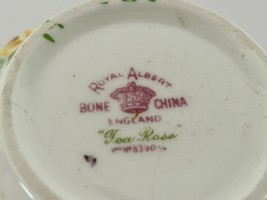 ROYAL ALBERT
BONE CHINA
ENGLAND
"Tea Rose"